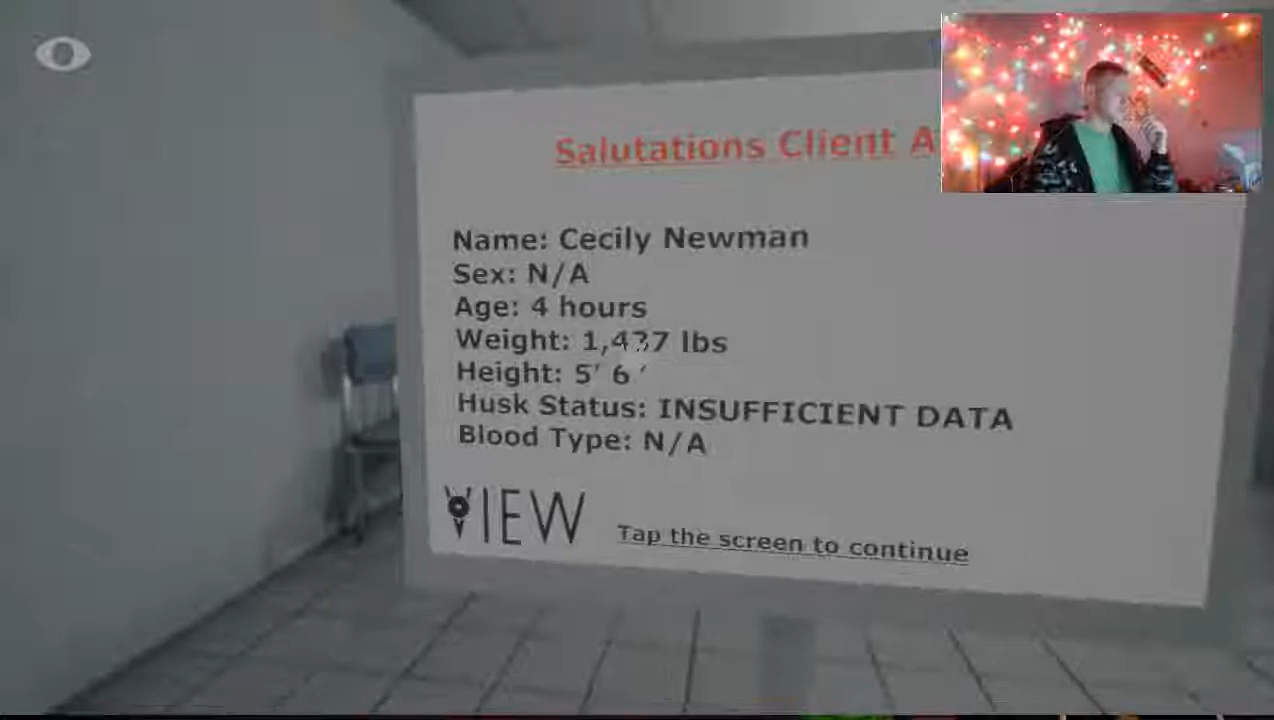 Salutations Client
Name: Cecily Newman
Sex: N/A
Age: 4 hours
Weight: 1,437 lbs
Height: 5' 6"
Husk Status: INSUFFICIENT DATA
Blood Type: N/A
VIEW
Tap the screen to continue